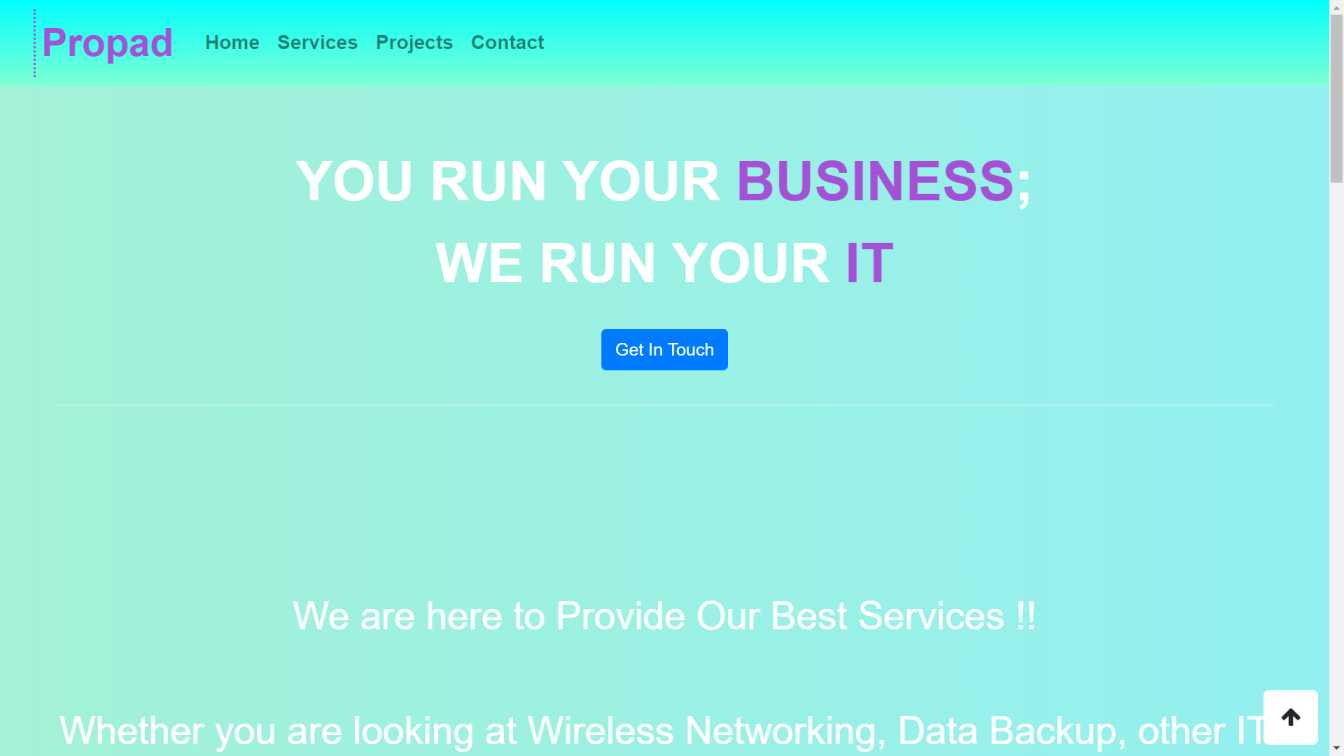 Propad Home Services Projects Contact
YOU RUN YOUR BUSINESS;
WE RUN YOUR IT
Get In Touch
We are here to Provide Our Best Services !!
Whether you are looking at Wireless Networking, Data Backup, other IT